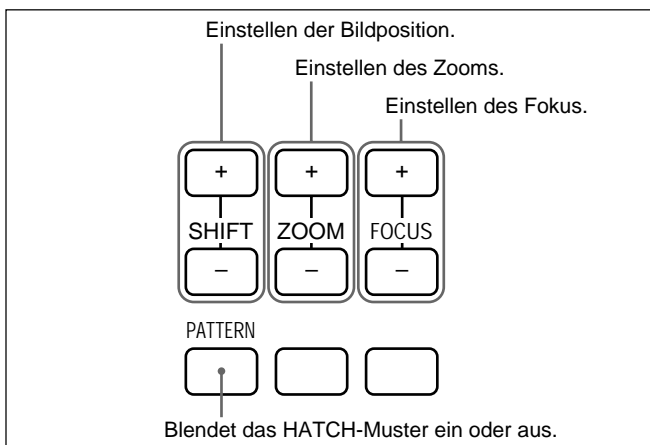 Einstellen der Bildposition.
Einstellen des Zooms.
Einstellen des Fokus.
+ + +
SHIFT ZOOM FOCUS
– – –
PATTERN
Blendet das HATCH-Muster ein oder aus.